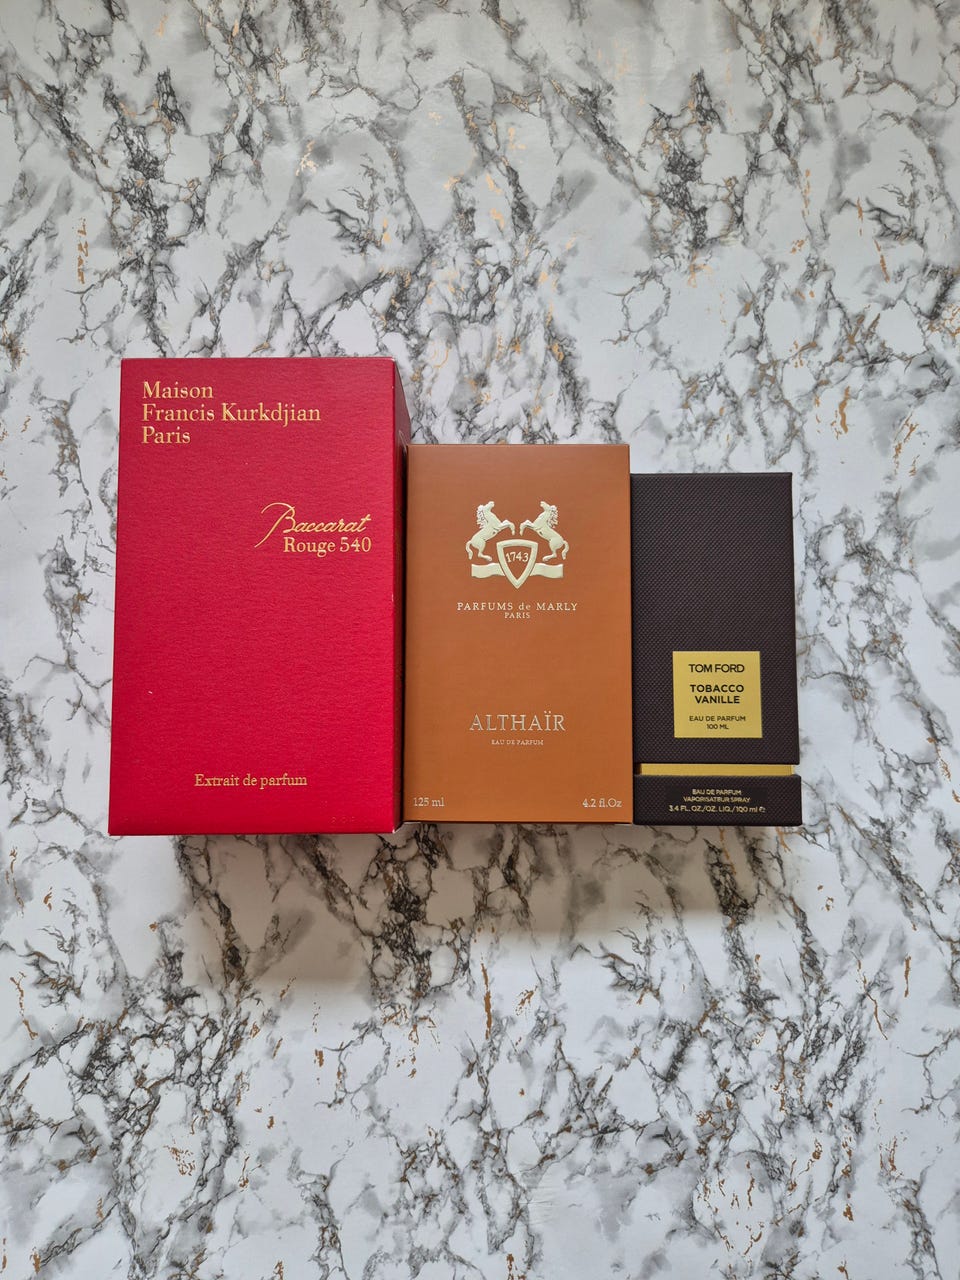 Maison
Francis Kurkdjian
Paris
Baccarat
Rouge 540
Extrait de parfum
1743
PARFUMS de MARLY
PARIS
ALTHAÏR
EAU DE PARFUM
125 ml
4.2 fl.Oz
TOM FORD
TOBACCO
VANILLE
EAU DE PARFUM
100 ML
EAU DE PARFUM
VAPORISATEUR SPRAY
3.4 FL. OZ./OZ. LIQ./100 ml ℮